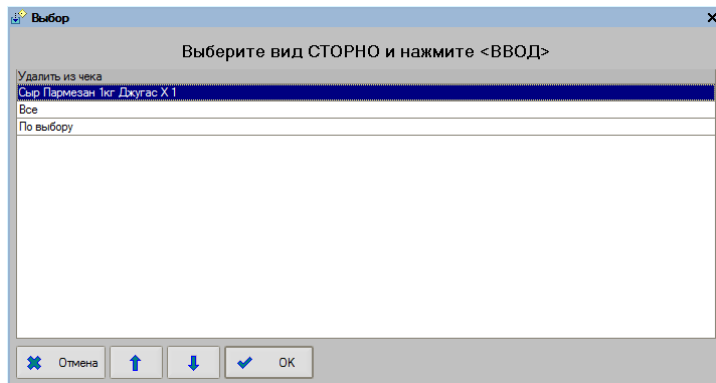 Выбор
Выберите вид СТОРНО и нажмите <ВВОД>
Удалить из чека
Сыр Пармезан 1кг Джугас X 1
Все
По выбору
Отмена
OK